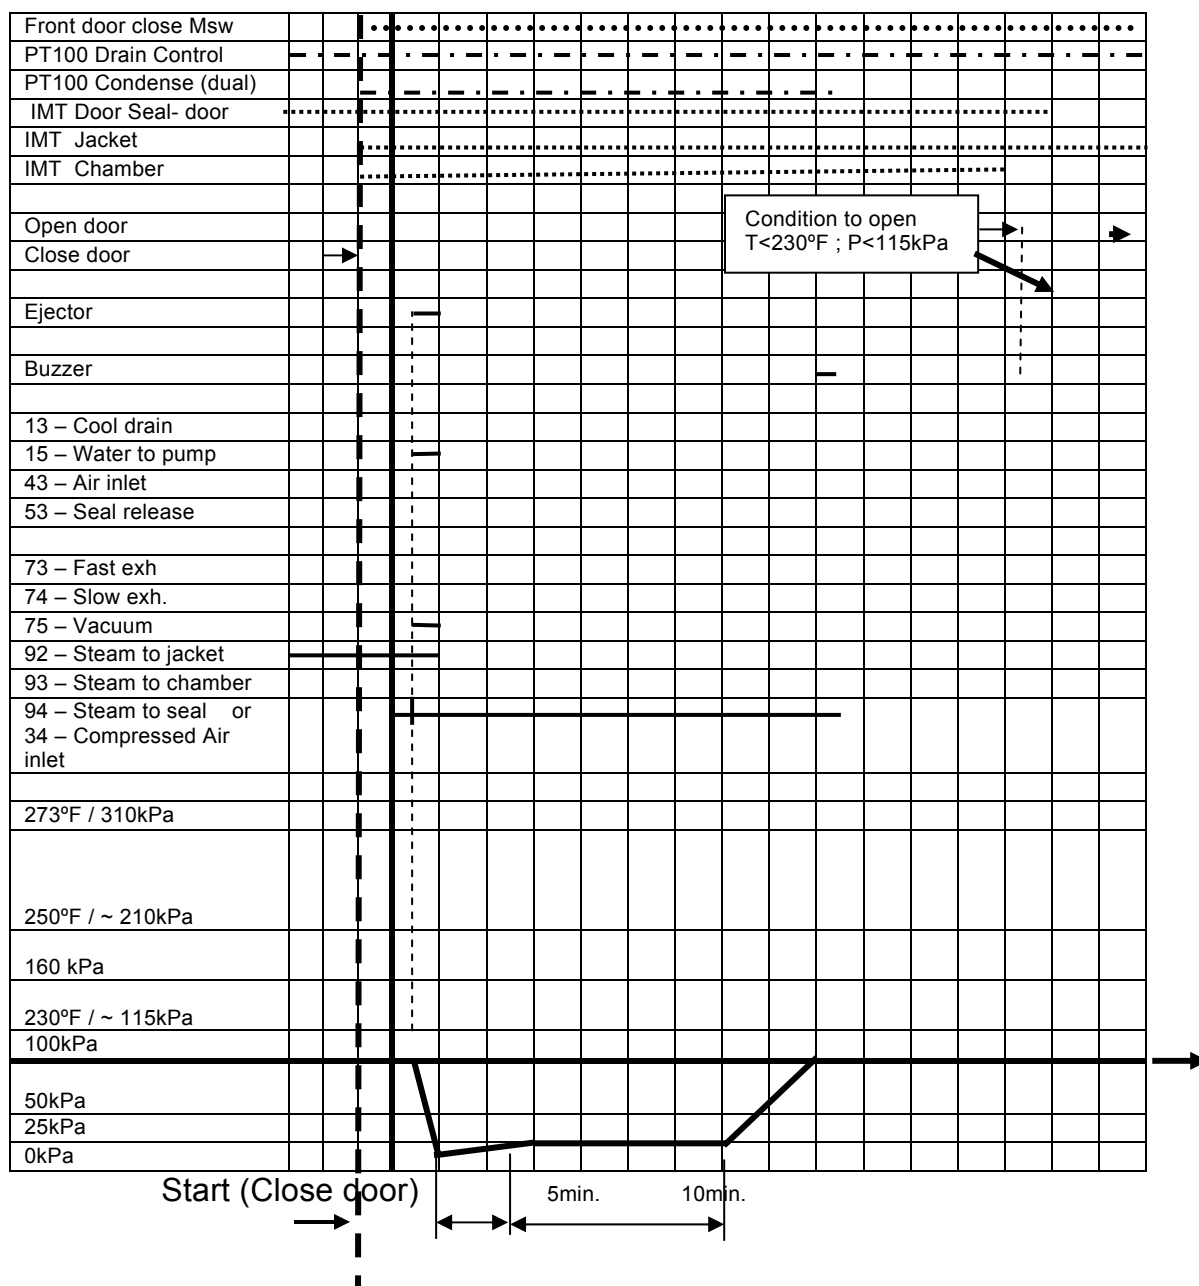 Front door close Msw
PT100 Drain Control
PT100 Condense (dual)
IMT Door Seal- door
IMT Jacket
IMT Chamber
Open door
Condition to open
T<230ºF ; P<115kPa
Close door
Ejector
Buzzer
13 – Cool drain
15 – Water to pump
43 – Air inlet
53 – Seal release
73 – Fast exh
74 – Slow exh.
75 – Vacuum
92 – Steam to jacket
93 – Steam to chamber
94 – Steam to seal or
34 – Compressed Air
inlet
273ºF / 310kPa
250ºF / ~ 210kPa
160 kPa
230ºF / ~ 115kPa
100kPa
50kPa
25kPa
0kPa
Start (Close door)
5min.
10min.